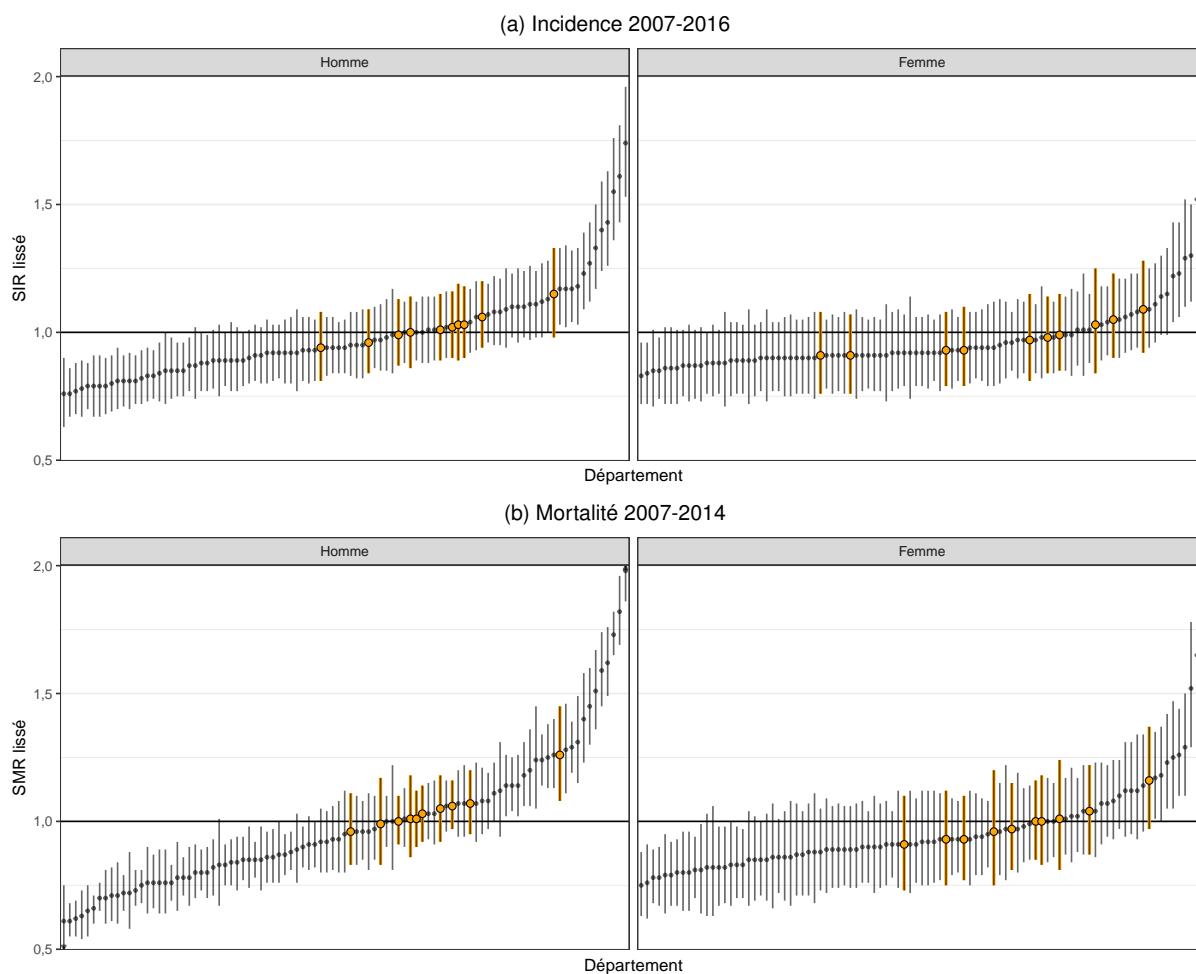 (a) Incidence 2007-2016
Homme
Femme
2,0
1,5
1,0
0,5
SIR lissé
Département
(b) Mortalité 2007-2014
Homme
Femme
2,0
1,5
1,0
0,5
SMR lissé
Département